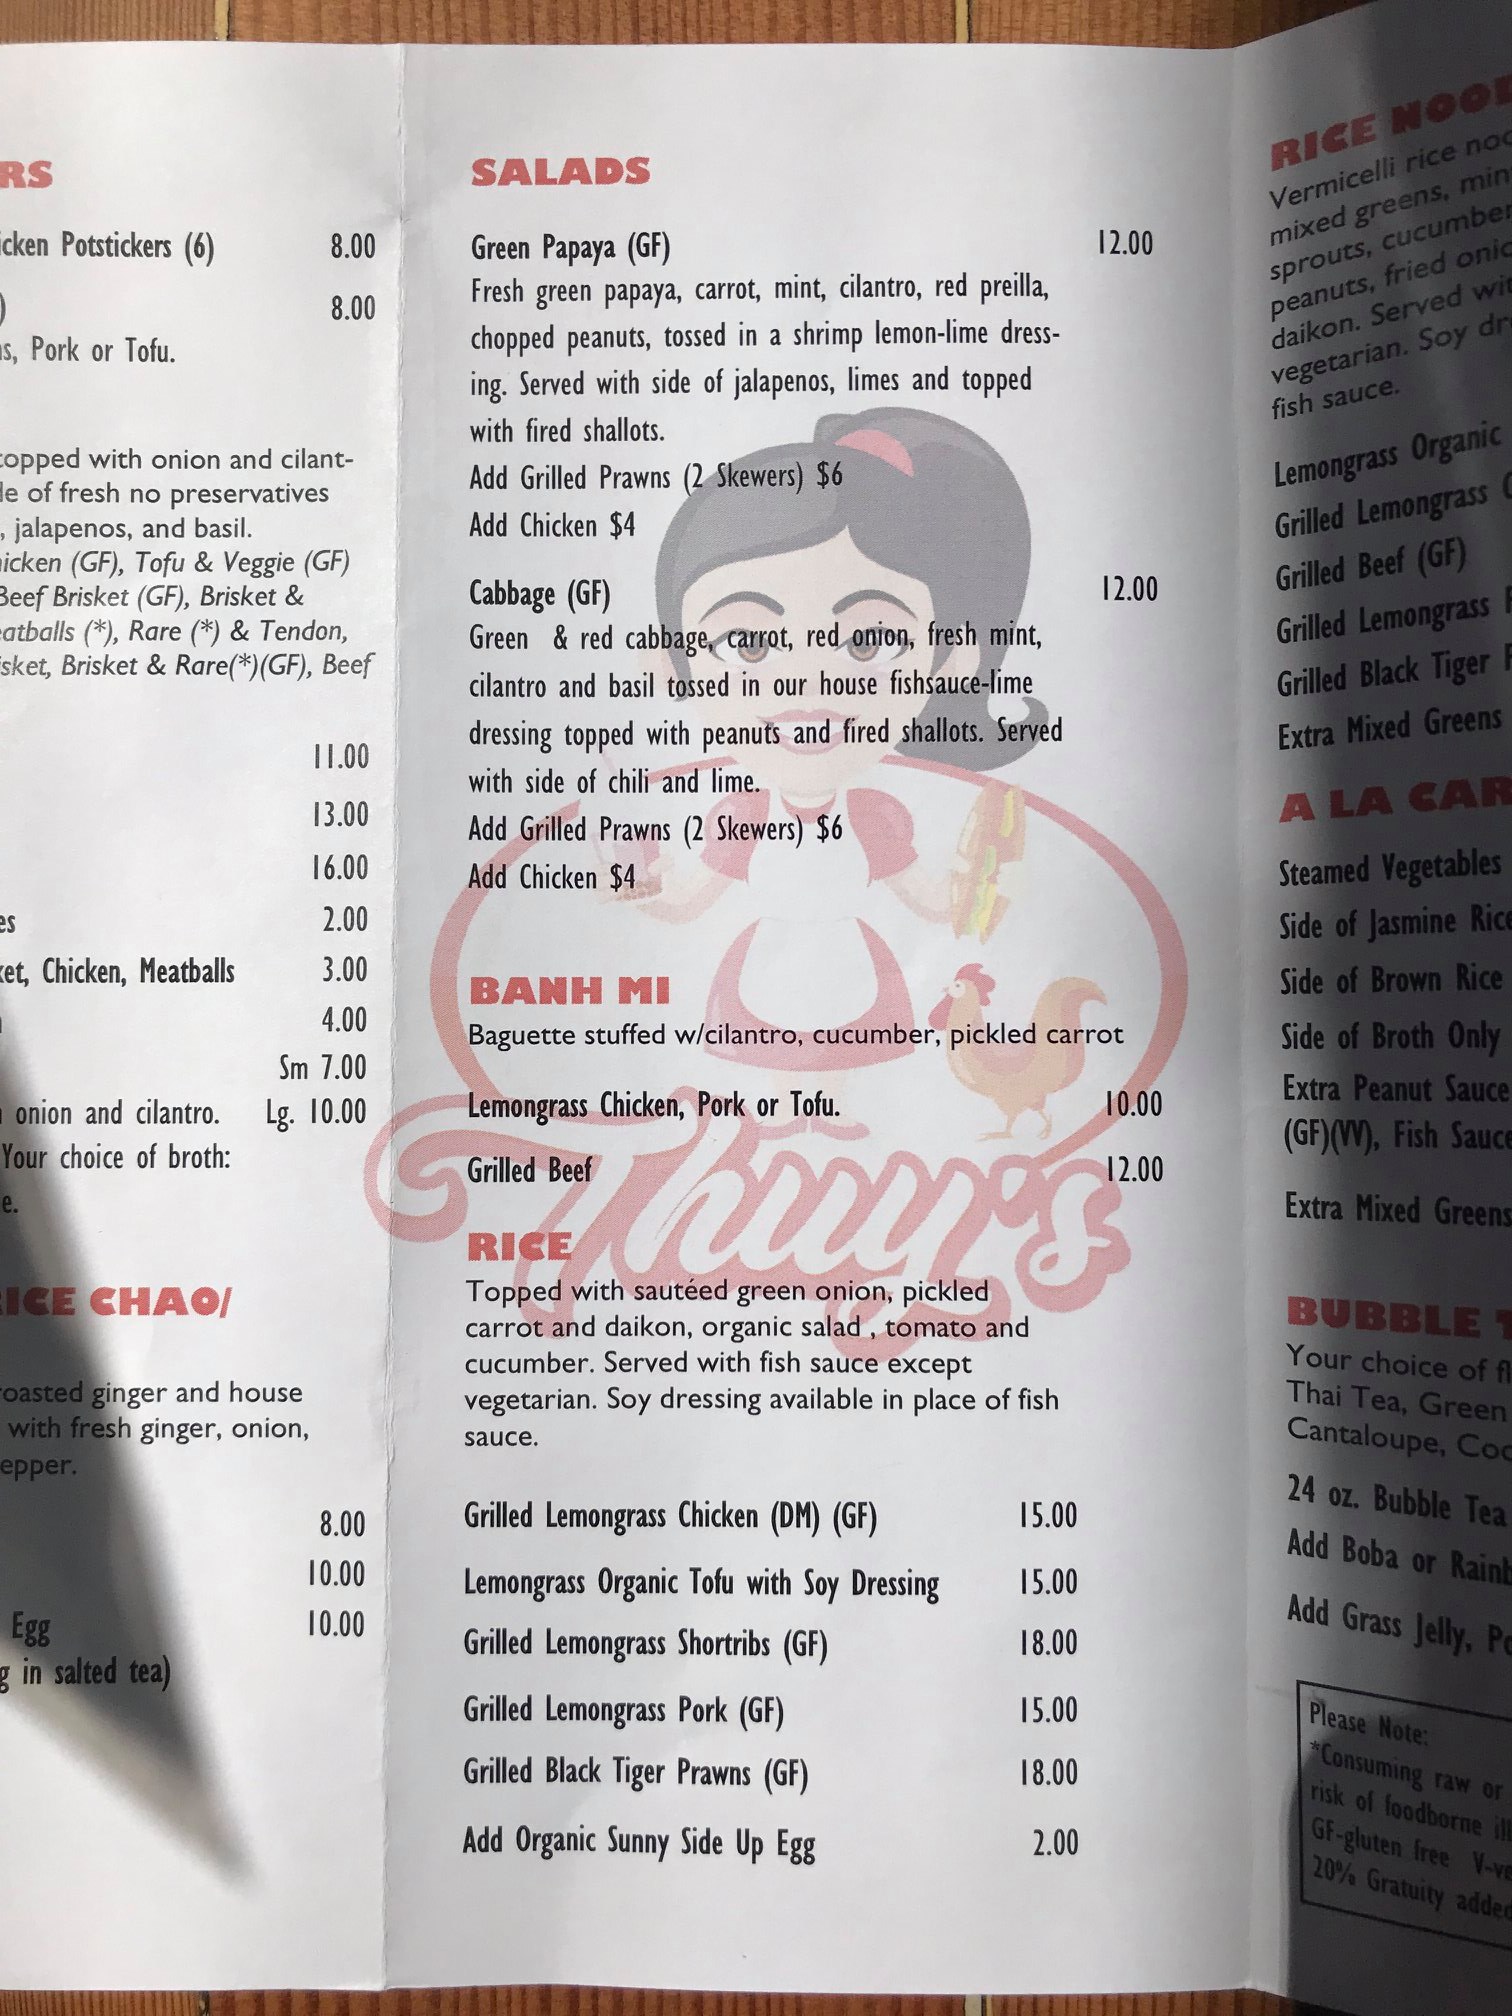 RS
cken Potstickers (6) 8.00
) 8.00
s, Pork or Tofu.
topped with onion and cilant-
of fresh no preservatives
, jalapenos, and basil.
icken (GF), Tofu & Veggie (GF)
Beef Brisket (GF), Brisket &
atballs (*), Rare (*) & Tendon,
sket, Brisket & Rare(*)(GF), Beef
11.00
13.00
16.00
es 2.00
ket, Chicken, Meatballs 3.00
4.00
Sm 7.00
onion and cilantro. Lg. 10.00
Your choice of broth:
e.
ICE CHAO/
roasted ginger and house
with fresh ginger, onion,
epper.
8.00
10.00
Egg 10.00
g in salted tea)
SALADS
Green Papaya (GF) 12.00
Fresh green papaya, carrot, mint, cilantro, red preilla,
chopped peanuts, tossed in a shrimp lemon-lime dress-
ing. Served with side of jalapenos, limes and topped
with fired shallots.
Add Grilled Prawns (2 Skewers) $6
Add Chicken $4
Cabbage (GF) 12.00
Green & red cabbage, carrot, red onion, fresh mint,
cilantro and basil tossed in our house fishsauce-lime
dressing topped with peanuts and fired shallots. Served
with side of chili and lime.
Add Grilled Prawns (2 Skewers) $6
Add Chicken $4
BANH MI
Baguette stuffed w/cilantro, cucumber, pickled carrot
Lemongrass Chicken, Pork or Tofu. 10.00
Grilled Beef 12.00
Thuy's
RICE
Topped with sautéed green onion, pickled
carrot and daikon, organic salad , tomato and
cucumber. Served with fish sauce except
vegetarian. Soy dressing available in place of fish
sauce.
Grilled Lemongrass Chicken (DM) (GF) 15.00
Lemongrass Organic Tofu with Soy Dressing 15.00
Grilled Lemongrass Shortribs (GF) 18.00
Grilled Lemongrass Pork (GF) 15.00
Grilled Black Tiger Prawns (GF) 18.00
Add Organic Sunny Side Up Egg 2.00
RICE NOOD
Vermicelli rice noo
mixed greens, min
sprouts, cucumber
peanuts, fried onio
daikon. Served wit
vegetarian. Soy dr
fish sauce.
Lemongrass Organic
Grilled Lemongrass
Grilled Beef (GF)
Grilled Lemongrass
Grilled Black Tiger
Extra Mixed Greens
A LA CAR
Steamed Vegetables
Side of Jasmine Rice
Side of Brown Rice
Side of Broth Only
Extra Peanut Sauce
(GF)(VV), Fish Sauce
Extra Mixed Greens
BUBBLE T
Your choice of fl
Thai Tea, Green
Cantaloupe, Coc
24 oz. Bubble Tea
Add Boba or Rainb
Add Grass Jelly, Po
Please Note:
*Consuming raw or
risk of foodborne ill
GF-gluten free V-ve
20% Gratuity added